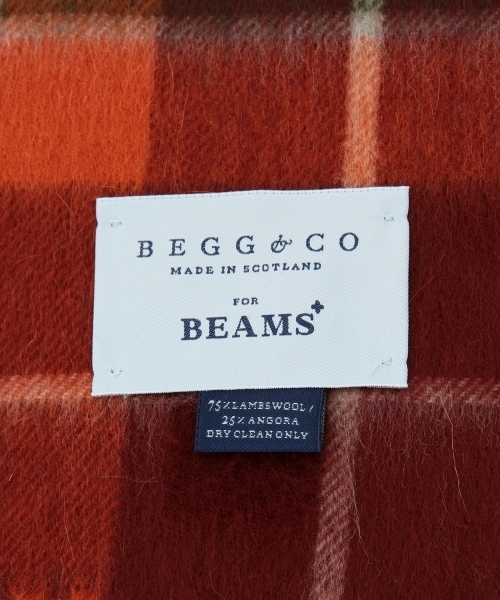 BEGG & CO
MADE IN SCOTLAND
FOR
BEAMS+
75% LAMBSWOOL /
25% ANGORA
DRY CLEAN ONLY